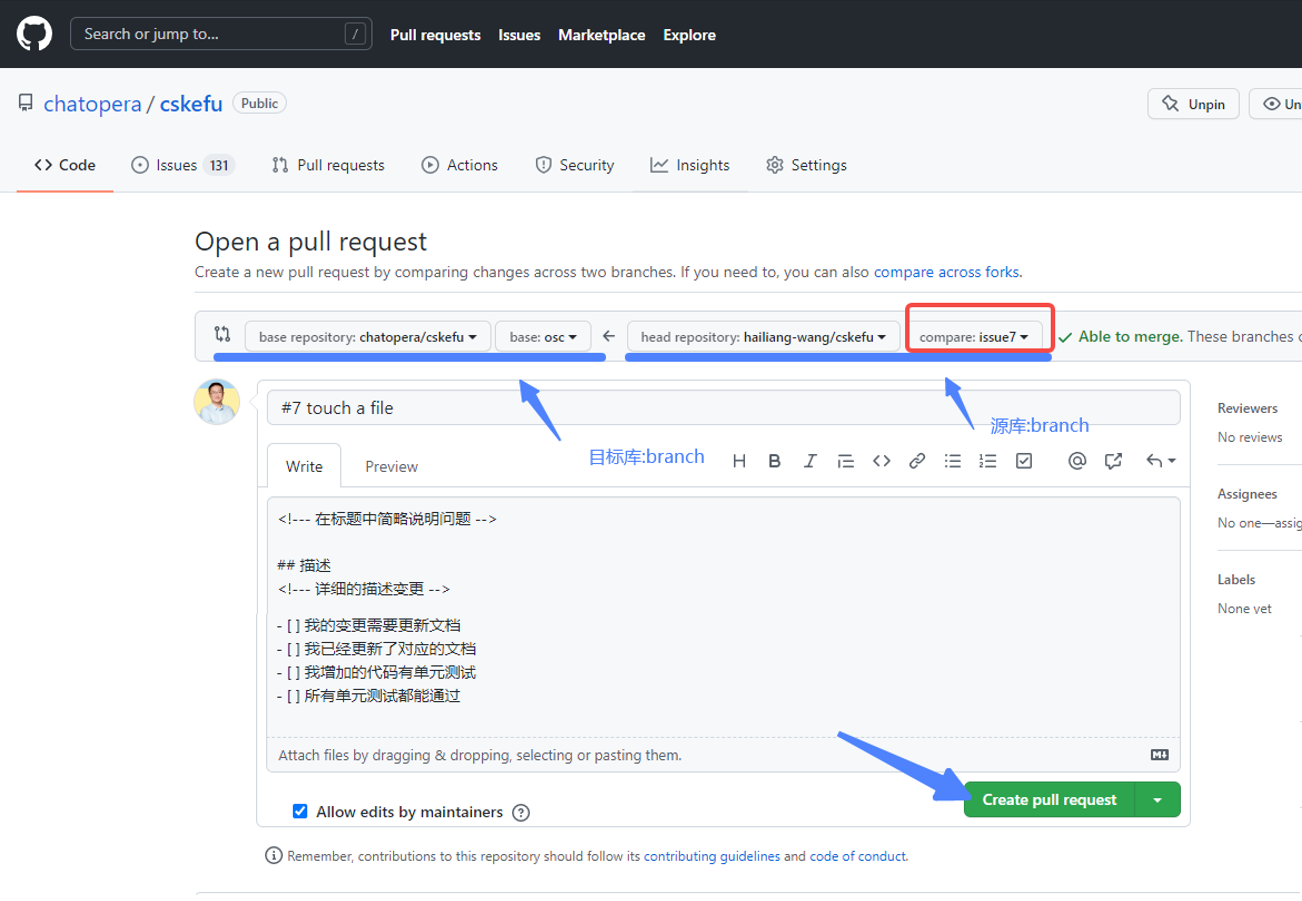 Search or jump to... /
Pull requests Issues Marketplace Explore
chatopera / cskefu Public
Unpin Un
Code Issues 131 Pull requests Actions Security Insights Settings
Open a pull request
Create a new pull request by comparing changes across two branches. If you need to, you can also compare across forks.
base repository: chatopera/cskefu base: osc ← head repository: hailiang-wang/cskefu compare: issue7 ✓ Able to merge. These branches c
源库:branch
目标库:branch
#7 touch a file
Write Preview
<!--- 在标题中简略说明问题 -->
## 描述
<!--- 详细的描述变更 -->
- [ ] 我的变更需要更新文档
- [ ] 我已经更新了对应的文档
- [ ] 我增加的代码有单元测试
- [ ] 所有单元测试都能通过
Attach files by dragging & dropping, selecting or pasting them.
Allow edits by maintainers
Create pull request
Remember, contributions to this repository should follow its contributing guidelines and code of conduct.
Reviewers
No reviews
Assignees
No one—assig
Labels
None yet